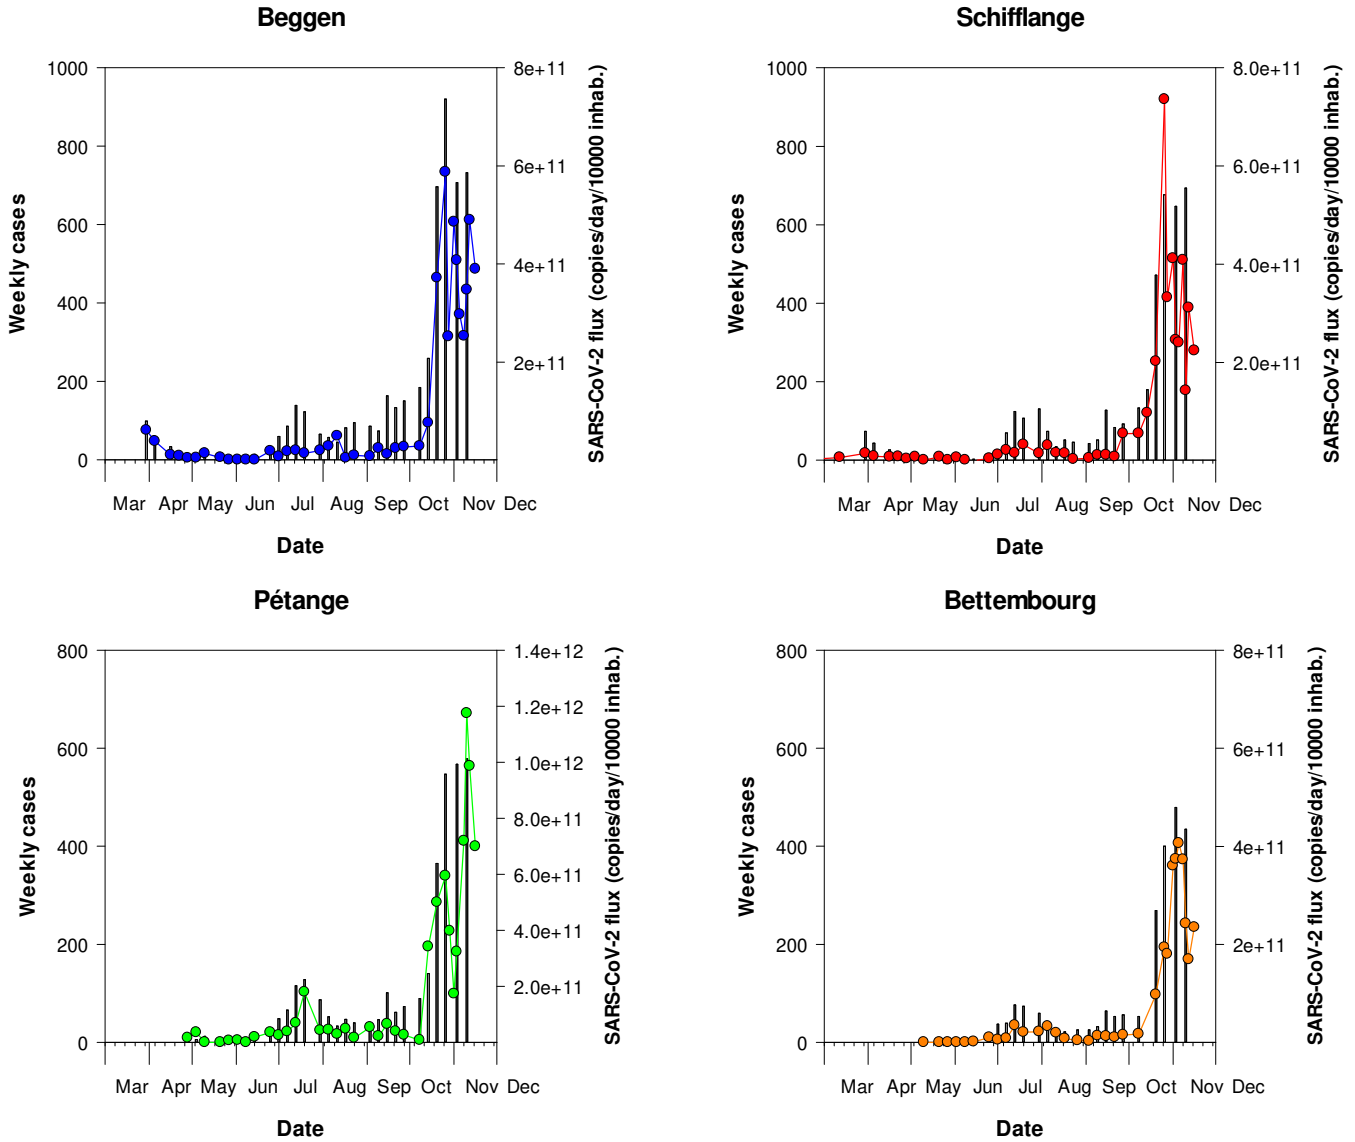 Beggen
1000
800
600
400
200
0
8e+11
6e+11
4e+11
2e+11
Weekly cases
SARS-CoV-2 flux (copies/day/10000 inhab.)
Mar Apr May Jun Jul Aug Sep Oct Nov Dec
Date
Schifflange
1000
800
600
400
200
0
8.0e+11
6.0e+11
4.0e+11
2.0e+11
Weekly cases
SARS-CoV-2 flux (copies/day/10000 inhab.)
Mar Apr May Jun Jul Aug Sep Oct Nov Dec
Date
Pétange
800
600
400
200
0
1.4e+12
1.2e+12
1.0e+12
8.0e+11
6.0e+11
4.0e+11
2.0e+11
Weekly cases
SARS-CoV-2 flux (copies/day/10000 inhab.)
Mar Apr May Jun Jul Aug Sep Oct Nov Dec
Date
Bettembourg
800
600
400
200
0
8e+11
6e+11
4e+11
2e+11
Weekly cases
SARS-CoV-2 flux (copies/day/10000 inhab.)
Mar Apr May Jun Jul Aug Sep Oct Nov Dec
Date